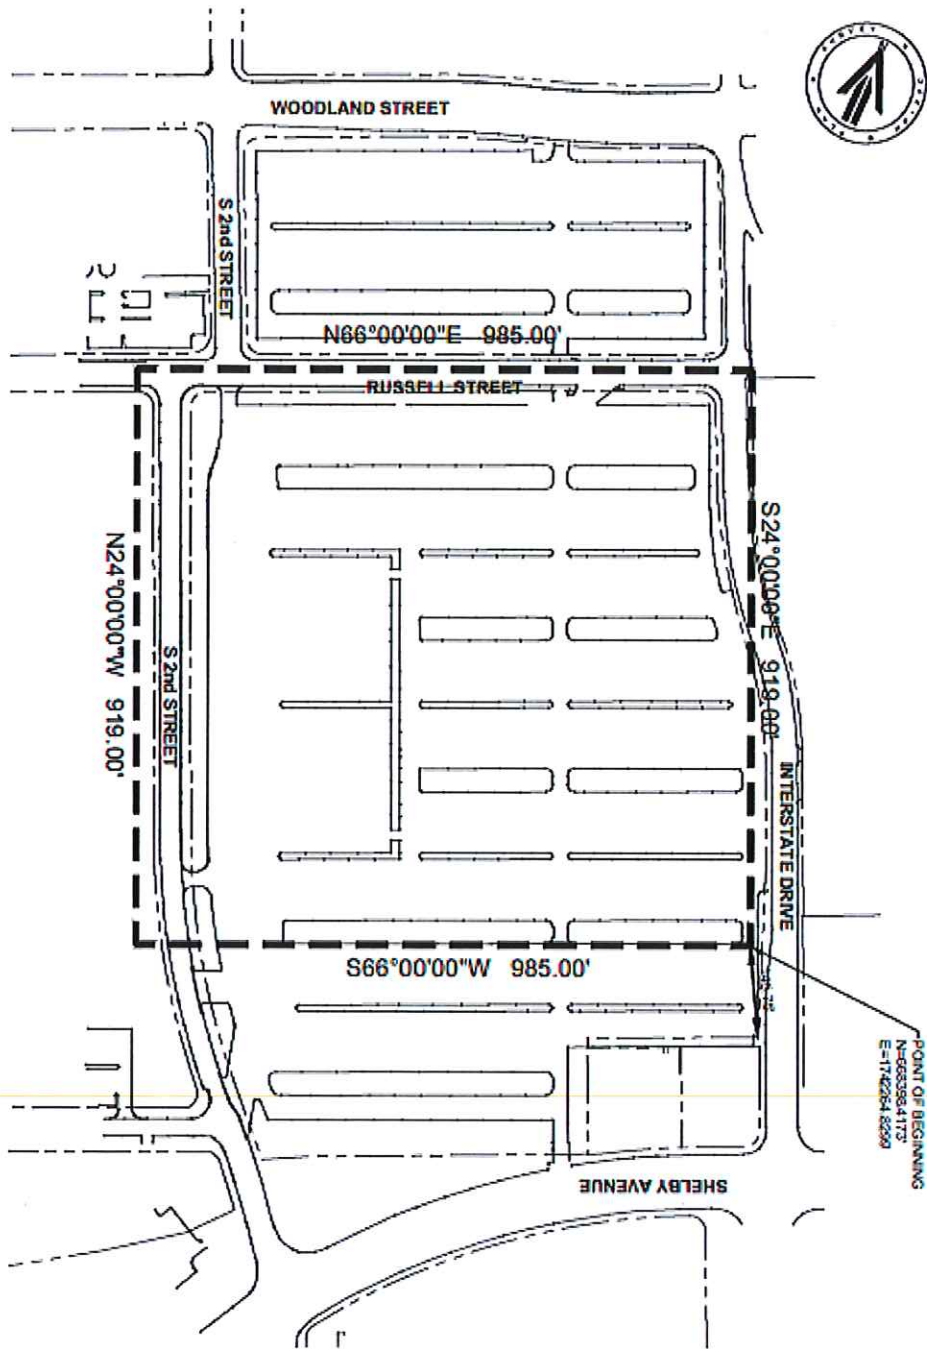 WOODLAND STREET
S 2nd STREET
N66°00'00"E 985.00'
RUSSELL STREET
S24°00'00"E 919.00'
N24°00'00"W 919.00'
S 2nd STREET
INTERSTATE DRIVE
S66°00'00"W 985.00'
POINT OF BEGINNING
SHELBY AVENUE